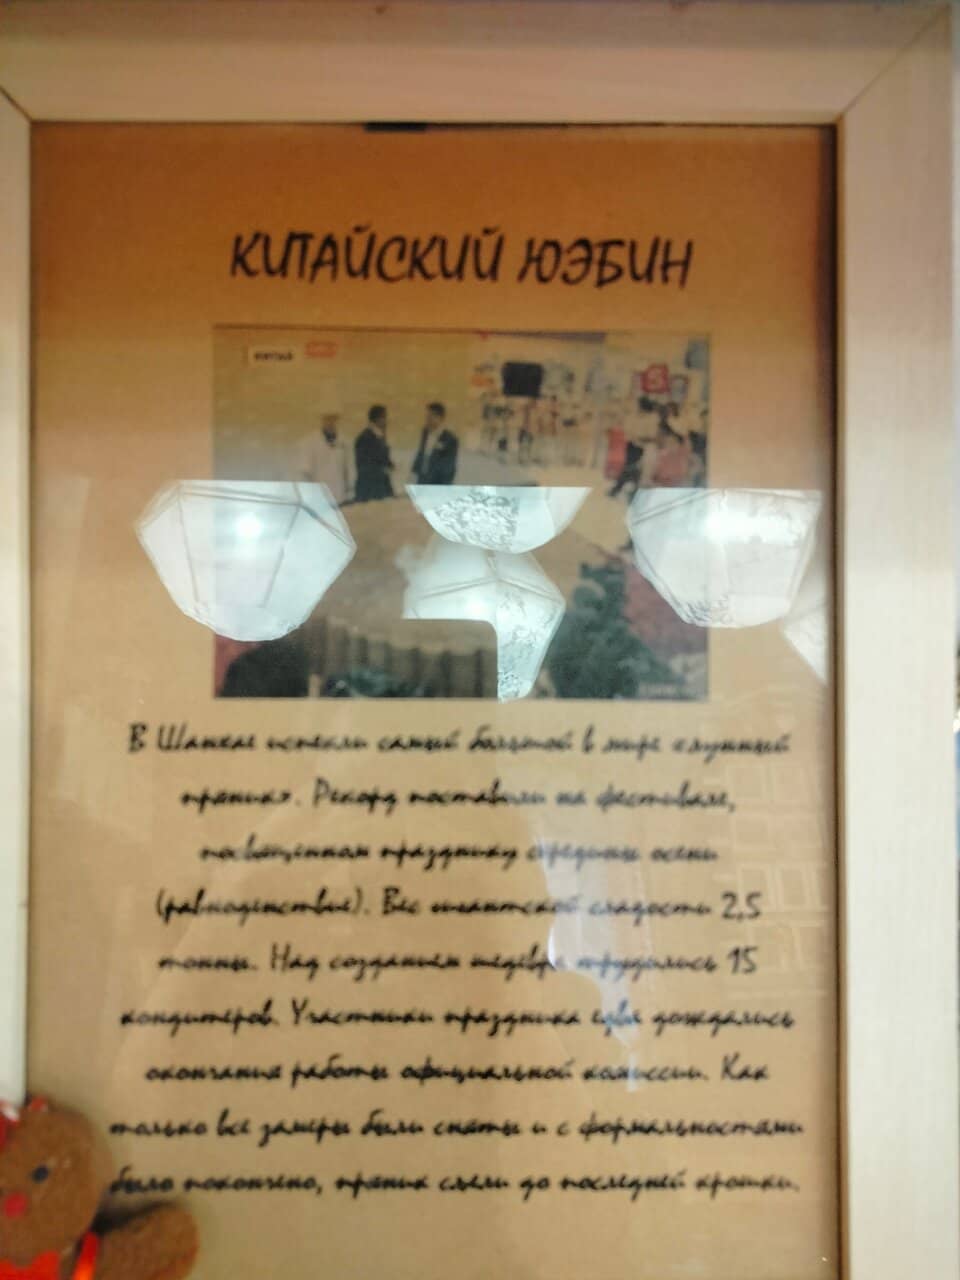 КИТАЙСКИЙ ЮЭБИН
КИТАЙ
В Шанхае испекли самый большой в мире «лунный
пряник». Рекорд поставили на фестивале,
посвященном празднику середины осени
(равноденствие). Вес гигантской сладости 2,5
тонны. Над созданием шедевра трудились 15
кондитеров. Участники праздника едва дождались
окончания работы официальной комиссии. Как
только все замеры были сняты и с формальностями
было покончено, пряник съели до последней крошки.